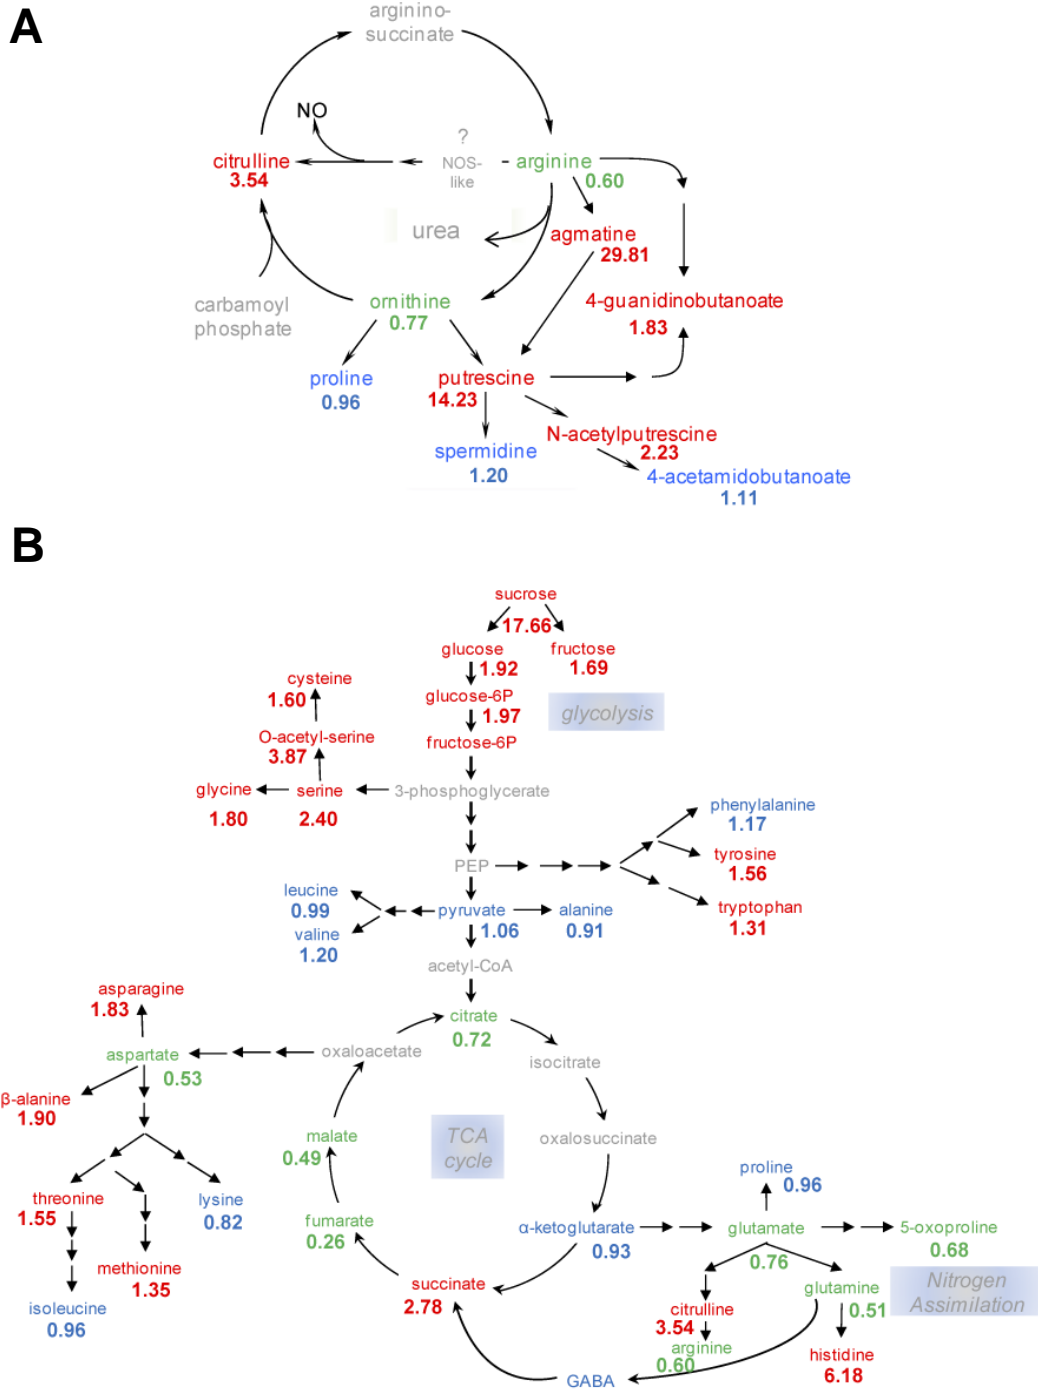 A
arginino-
succinate
NO
?
citrulline
NOS-
like
arginine
3.54
0.60
urea
agmatine
29.81
carbamoyl
phosphate
ornithine
0.77
4-guanidinobutanoate
1.83
proline
0.96
putrescine
14.23
N-acetylputrescine
2.23
spermidine
1.20
4-acetamidobutanoate
1.11
B
sucrose
17.66
glucose
1.92
fructose
1.69
cysteine
1.60
glucose-6P
1.97
glycolysis
O-acetyl-serine
3.87
fructose-6P
glycine
1.80
serine
2.40
3-phosphoglycerate
phenylalanine
1.17
PEP
tyrosine
1.56
leucine
0.99
pyruvate
1.06
alanine
0.91
tryptophan
1.31
valine
1.20
acetyl-CoA
asparagine
1.83
citrate
0.72
aspartate
0.53
oxaloacetate
isocitrate
β-alanine
1.90
malate
0.49
TCA
cycle
oxalosuccinate
threonine
1.55
lysine
0.82
fumarate
0.26
α-ketoglutarate
0.93
proline
0.96
glutamate
0.76
5-oxoproline
0.68
methionine
1.35
succinate
2.78
glutamine
0.51
Nitrogen
Assimilation
isoleucine
0.96
citrulline
3.54
arginine
0.60
histidine
6.18
GABA